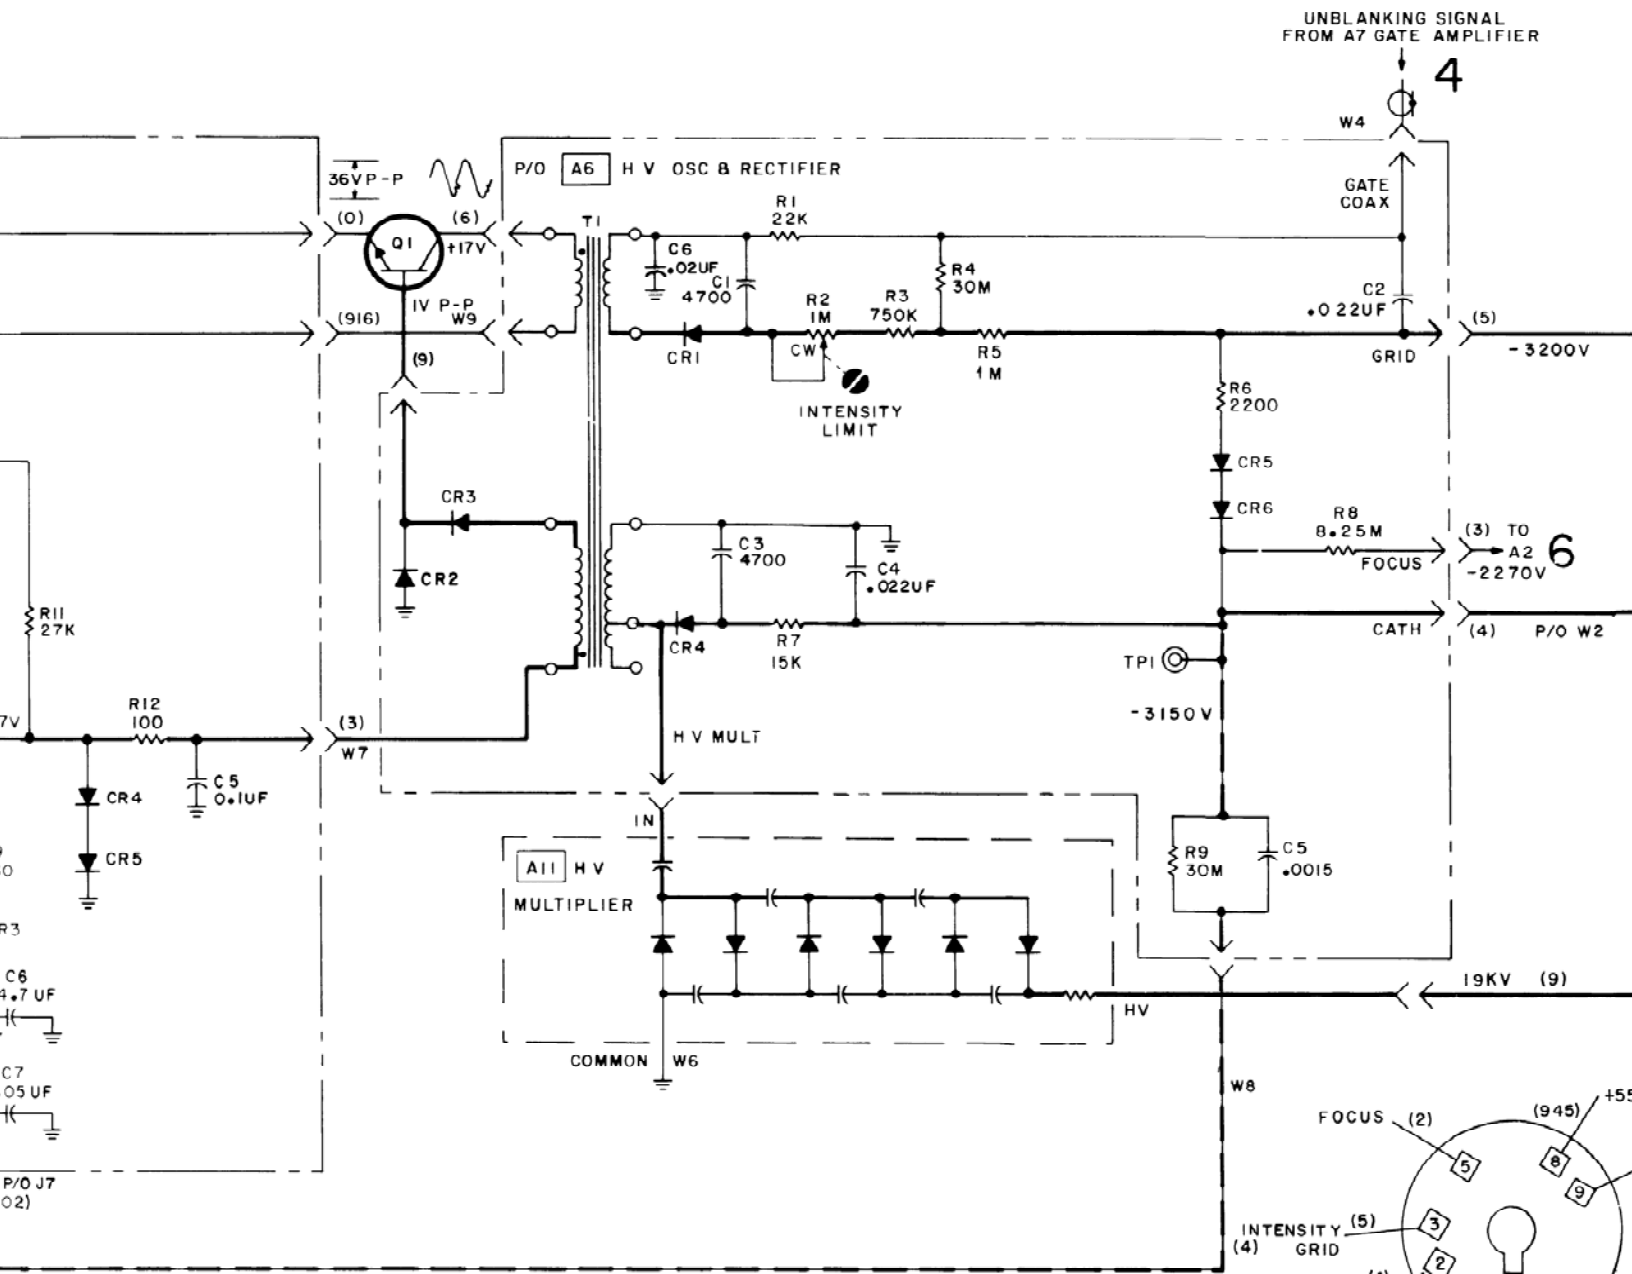 UNBLANKING SIGNAL
FROM A7 GATE AMPLIFIER
4
W4
36V P-P
P/O A6 H V OSC & RECTIFIER
GATE
COAX
(0)
Q1
(6)
+17V
T1
R1
22K
C6
.02UF
C1
4700
R4
30M
C2
.022UF
1V P-P
W9
(916)
(9)
R2
1M
R3
750K
CR1
CW
R5
1M
GRID
(5)
-3200V
INTENSITY
LIMIT
R6
2200
CR5
CR6
CR3
R8
8.25M
(3) TO
A2 6
-2270V
FOCUS
C3
4700
C4
.022UF
CR2
R11
27K
CR4
R7
15K
CATH
(4)
P/O W2
TP1
-3150V
R12
100
7V
(3)
W7
H V MULT
C5
0.1UF
CR4
CR5
IN
A11 H V
MULTIPLIER
R9
30M
C5
.0015
R3
C6
4.7 UF
19KV (9)
HV
COMMON W6
C7
05 UF
W8
FOCUS (2)
(945)
+55
5
8
9
P/O J7
02)
INTENSITY (5)
GRID
3
(4)
2